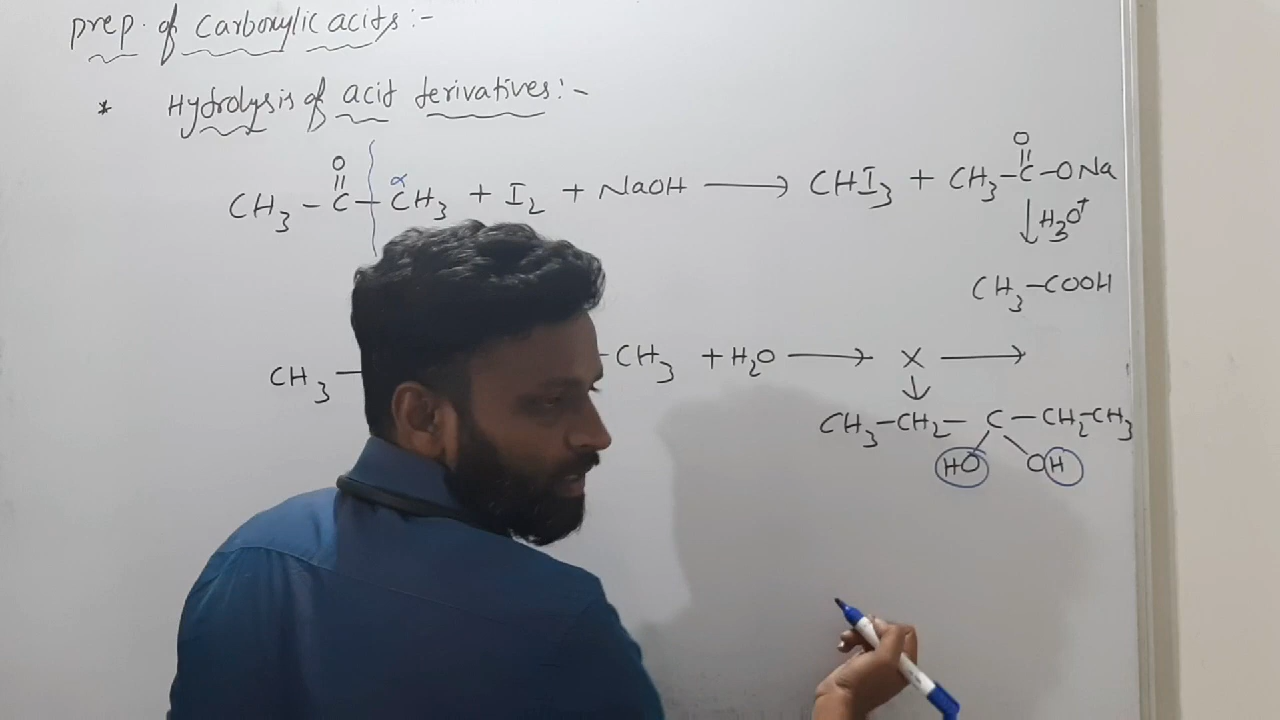 prep. of Carboxylic acids:-
* Hydrolysis of acid derivatives:-
O
||
CH3 - C - CH3 + I2 + NaOH ⟶ CHI3 + CH3-C-ONa
α
O
||
↓ H3O+
CH3-COOH
CH3 — -CH3 + H2O ⟶ X ⟶
↓
CH3-CH2- C - CH2-CH3
HO OH